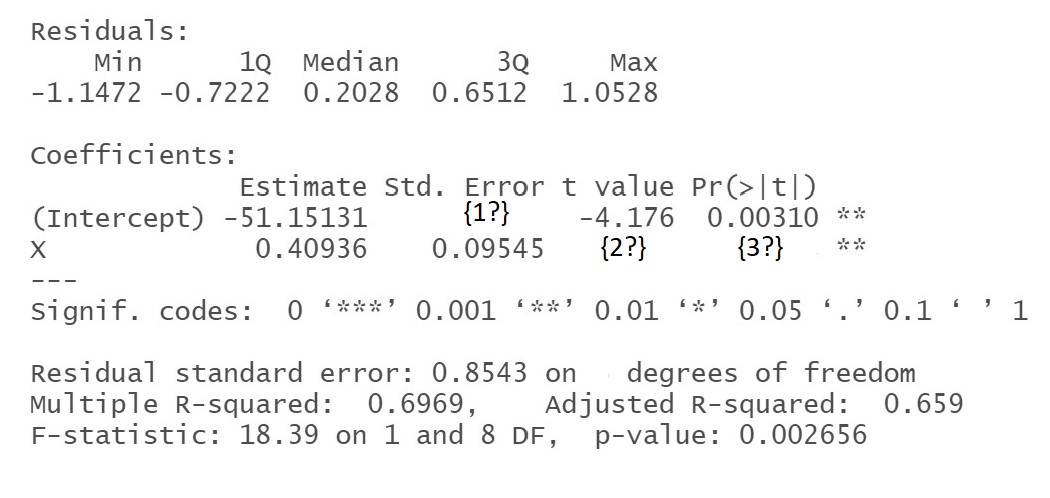 Residuals:
Min 1Q Median 3Q Max
-1.1472 -0.7222 0.2028 0.6512 1.0528
Coefficients:
Estimate Std. Error t value Pr(>|t|)
(Intercept) -51.15131 {1?} -4.176 0.00310 **
X 0.40936 0.09545 {2?} {3?} **
---
Signif. codes: 0 ‘***’ 0.001 ‘**’ 0.01 ‘*’ 0.05 ‘.’ 0.1 ‘ ’ 1
Residual standard error: 0.8543 on degrees of freedom
Multiple R-squared: 0.6969, Adjusted R-squared: 0.659
F-statistic: 18.39 on 1 and 8 DF, p-value: 0.002656